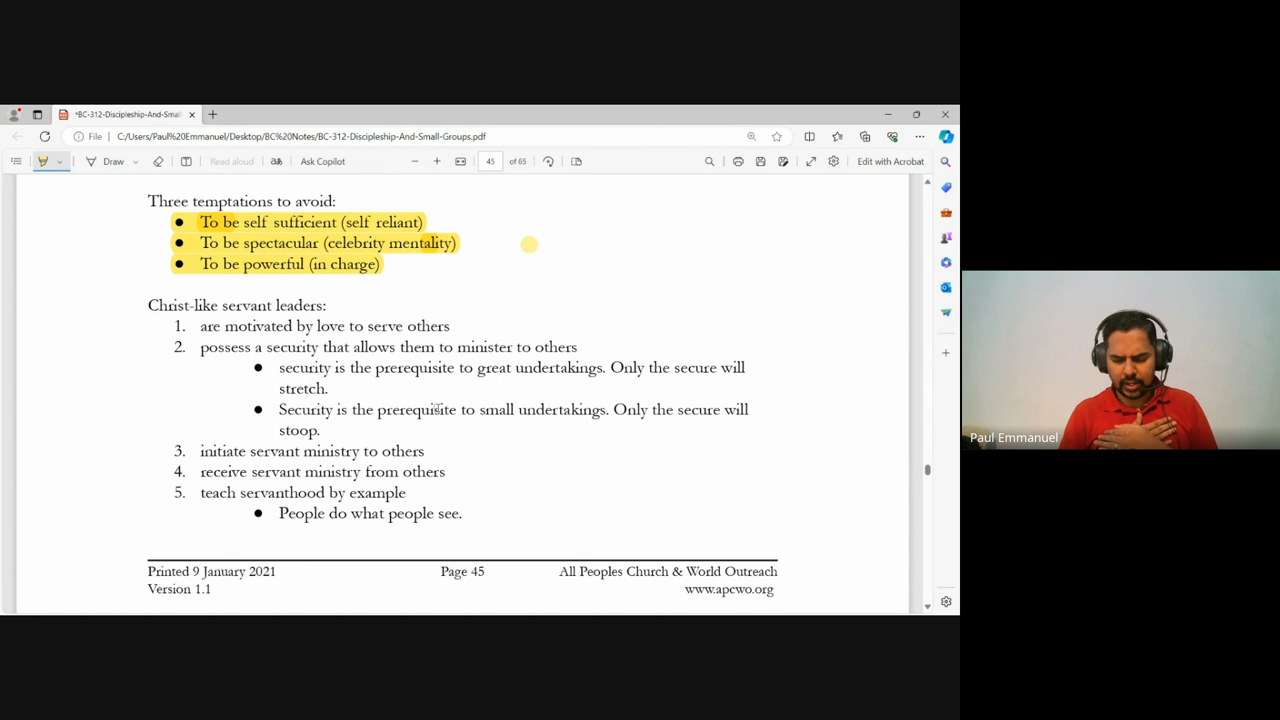 *BC-312-Discipleship-And-Small-
File
C:/Users/Paul%20Emmanuel/Desktop/BC%20Notes/BC-312-Discipleship-And-Small-Groups.pdf
Draw
Read aloud
Ask Copilot
45
of 65
Edit with Acrobat
Three temptations to avoid:
● To be self sufficient (self reliant)
● To be spectacular (celebrity mentality)
● To be powerful (in charge)
Christ-like servant leaders:
1. are motivated by love to serve others
2. possess a security that allows them to minister to others
● security is the prerequisite to great undertakings. Only the secure will
stretch.
● Security is the prerequisite to small undertakings. Only the secure will
stoop.
3. initiate servant ministry to others
4. receive servant ministry from others
5. teach servanthood by example
● People do what people see.
Printed 9 January 2021
Page 45
All Peoples Church & World Outreach
Version 1.1
www.apcwo.org
Paul Emmanuel